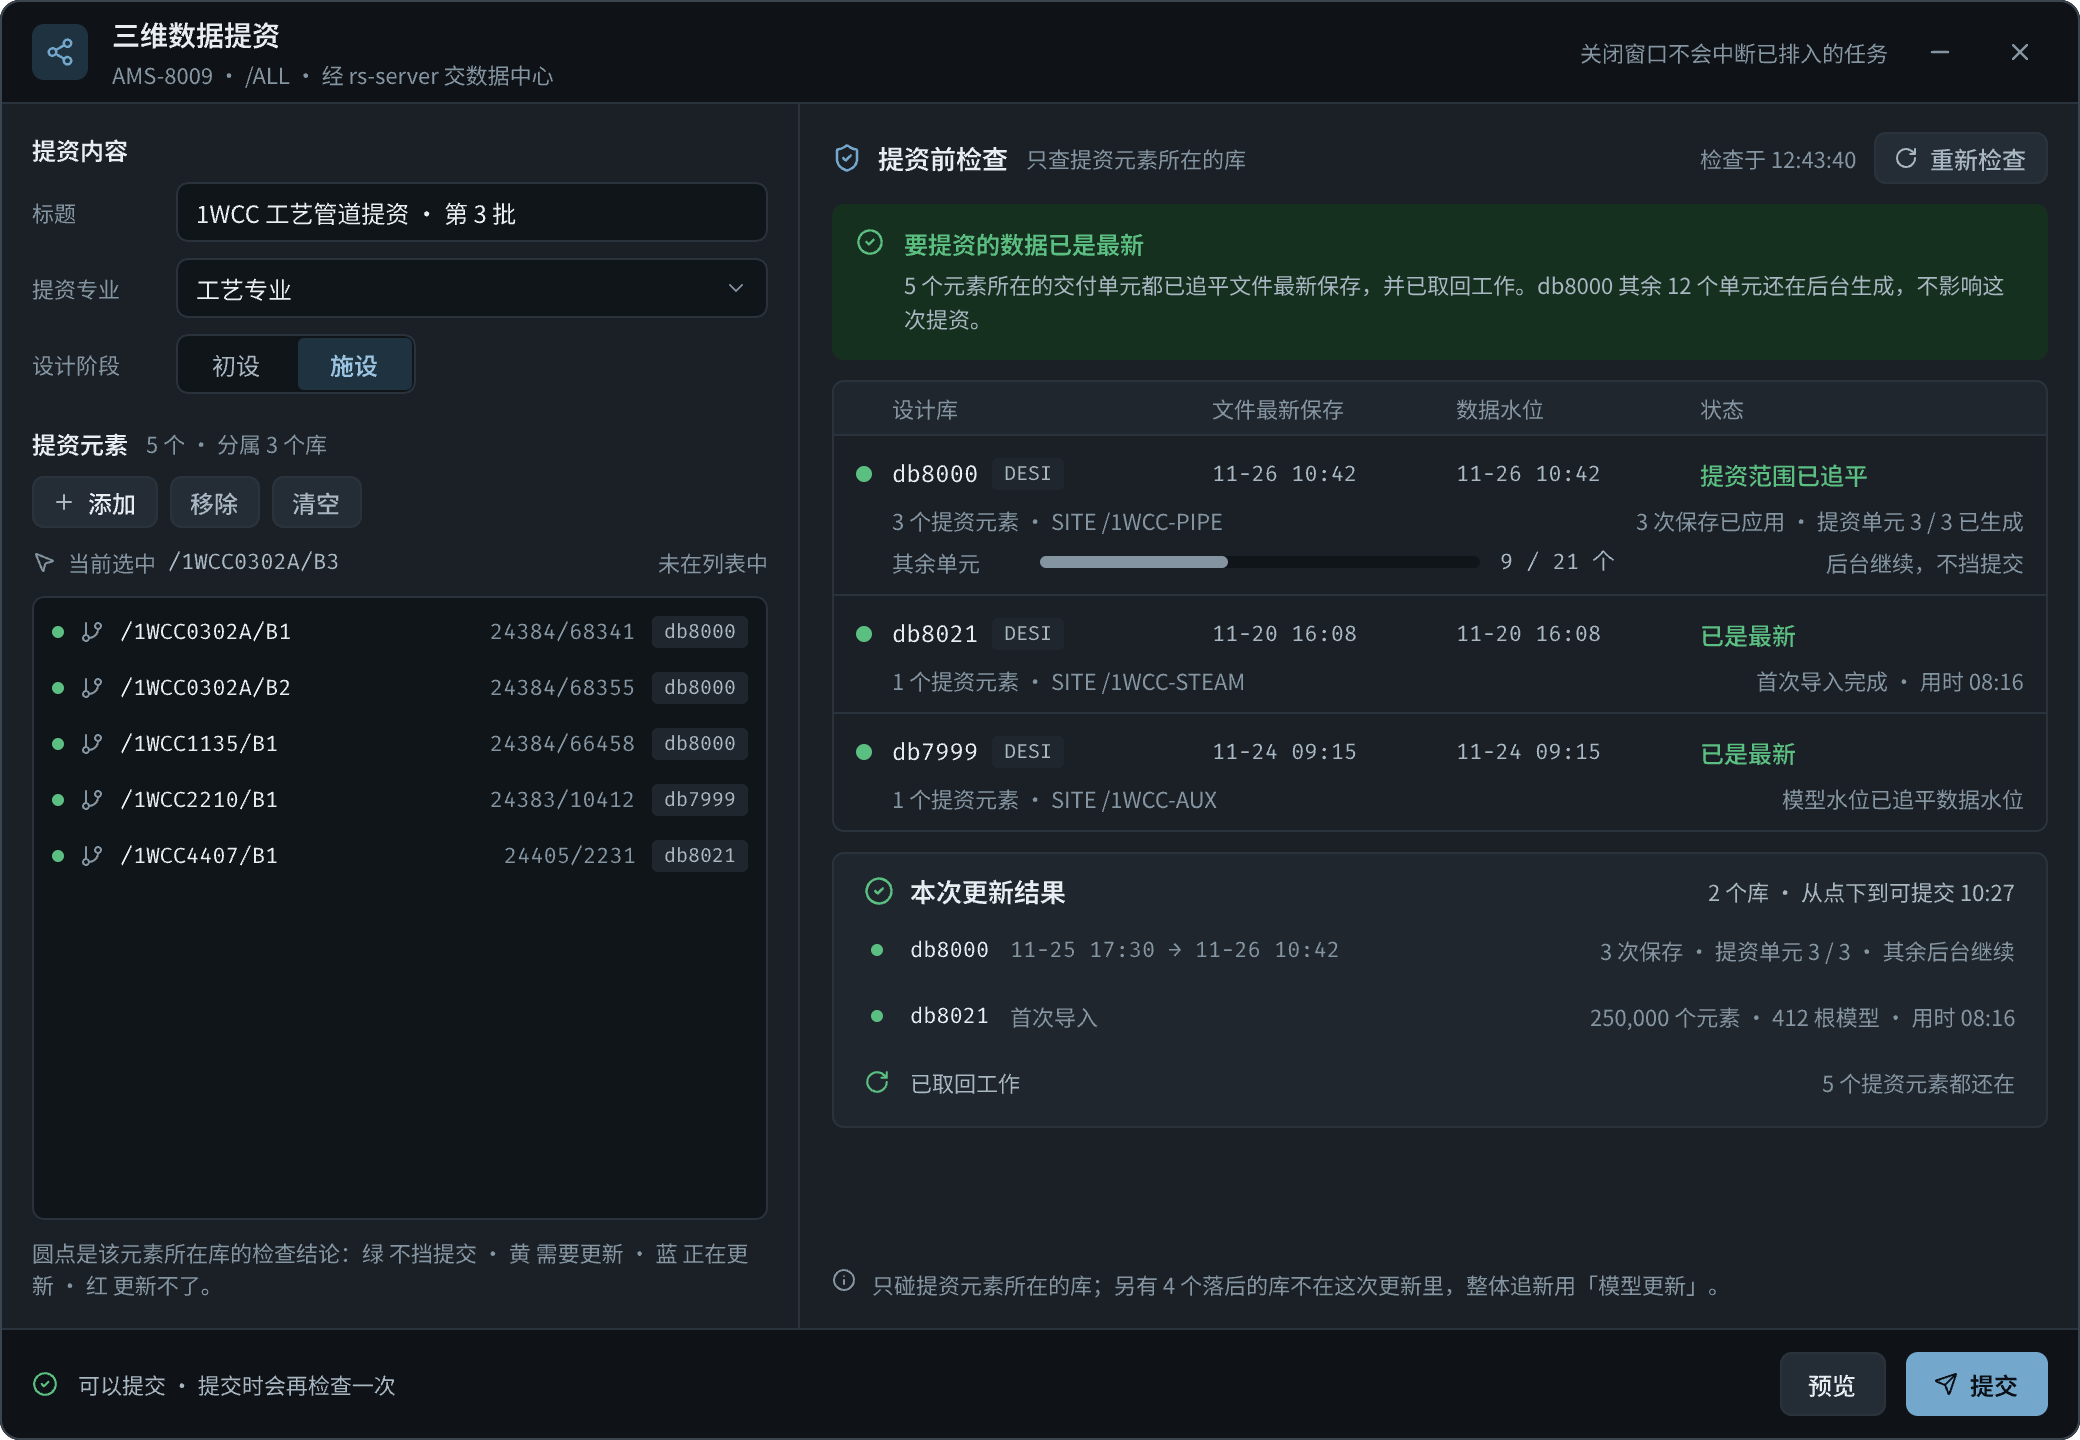 三维数据提资
AMS-8009 • /ALL • 经 rs-server 交数据中心
关闭窗口不会中断已排入的任务
提资内容
标题
1WCC 工艺管道提资 • 第 3 批
提资专业
工艺专业
设计阶段
初设
施设
提资元素 5 个 • 分属 3 个库
添加
移除
清空
当前选中 /1WCC0302A/B3
未在列表中
/1WCC0302A/B1 24384/68341 db8000
/1WCC0302A/B2 24384/68355 db8000
/1WCC1135/B1 24384/66458 db8000
/1WCC2210/B1 24383/10412 db7999
/1WCC4407/B1 24405/2231 db8021
圆点是该元素所在库的检查结论：绿 不挡提交 • 黄 需要更新 • 蓝 正在更
新 • 红 更新不了。
提资前检查 只查提资元素所在的库
检查于 12:43:40
重新检查
要提资的数据已是最新
5 个元素所在的交付单元都已追平文件最新保存，并已取回工作。db8000 其余 12 个单元还在后台生成，不影响这
次提资。
设计库 文件最新保存 数据水位 状态
db8000 DESI 11-26 10:42 11-26 10:42 提资范围已追平
3 个提资元素 • SITE /1WCC-PIPE 3 次保存已应用 • 提资单元 3 / 3 已生成
其余单元 9 / 21 个 后台继续，不挡提交
db8021 DESI 11-20 16:08 11-20 16:08 已是最新
1 个提资元素 • SITE /1WCC-STEAM 首次导入完成 • 用时 08:16
db7999 DESI 11-24 09:15 11-24 09:15 已是最新
1 个提资元素 • SITE /1WCC-AUX 模型水位已追平数据水位
本次更新结果 2 个库 • 从点下到可提交 10:27
db8000 11-25 17:30 → 11-26 10:42 3 次保存 • 提资单元 3 / 3 • 其余后台继续
db8021 首次导入 250,000 个元素 • 412 根模型 • 用时 08:16
已取回工作 5 个提资元素都还在
只碰提资元素所在的库；另有 4 个落后的库不在这次更新里，整体追新用「模型更新」。
可以提交 • 提交时会再检查一次
预览
提交